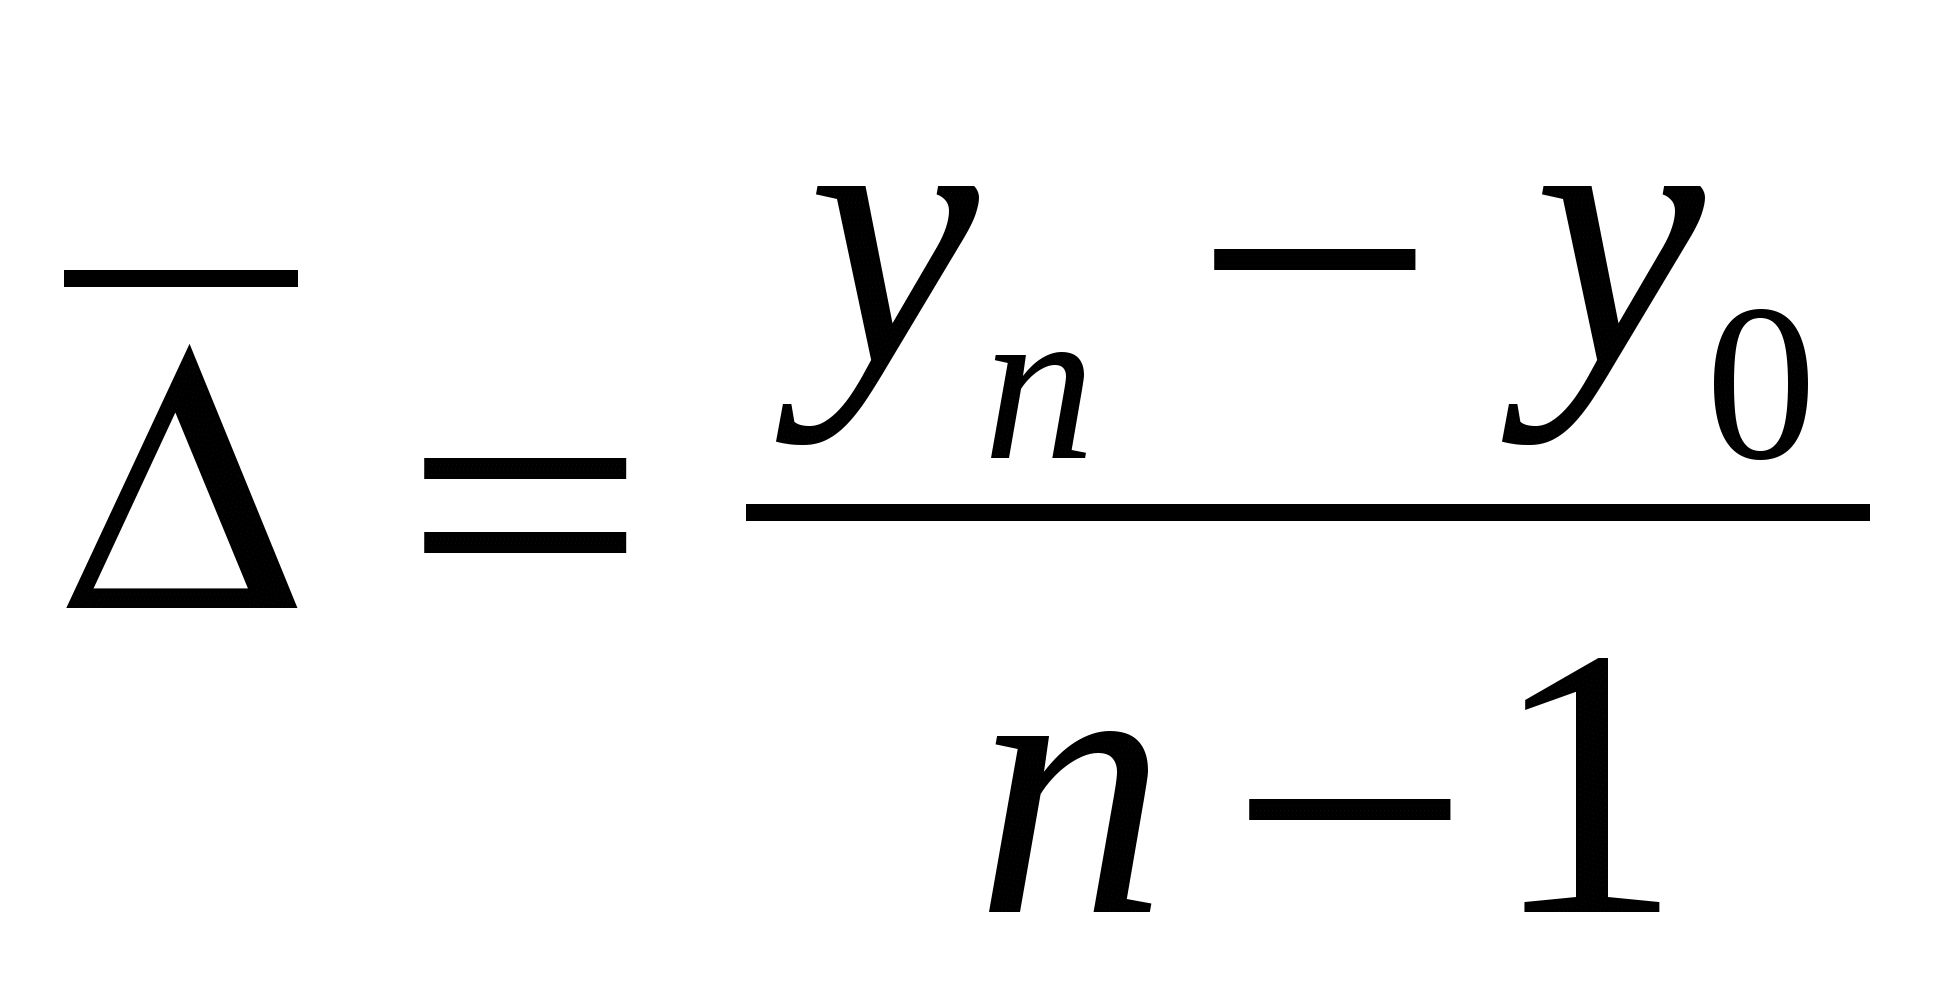 Δ̅ = (yₙ − y₀) / (n − 1)